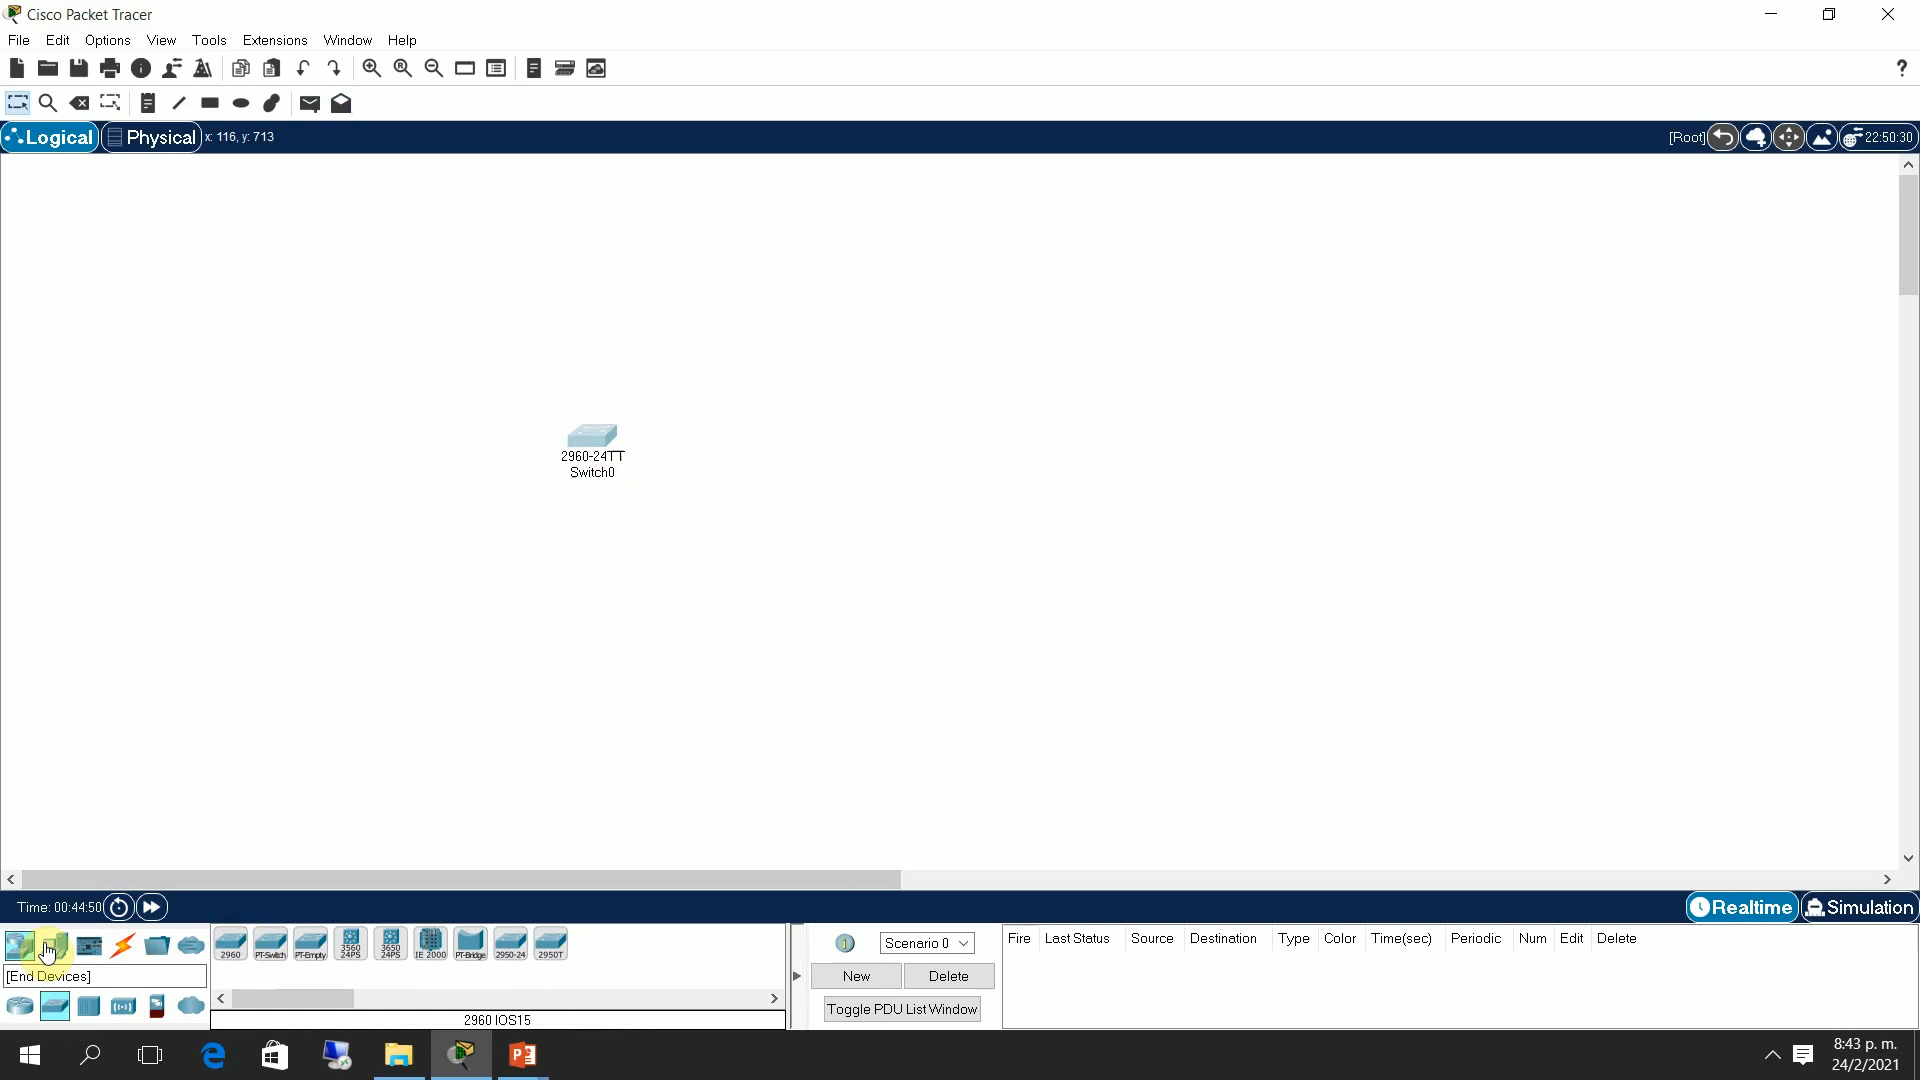 Cisco Packet Tracer
File Edit Options View Tools Extensions Window Help
?
Logical Physical x: 116, y: 713 [Root] 22:50:30
2960-24TT
Switch0
Time: 00:44:50 Realtime Simulation
[End Devices]
2960 PT-Switch PT-Empty 3560 24PS 3650 24PS IE 2000 PT-Bridge 2950-24 2950T
2960 IOS15
Scenario 0
New Delete
Toggle PDU List Window
Fire Last Status Source Destination Type Color Time(sec) Periodic Num Edit Delete
8:43 p. m.
24/2/2021